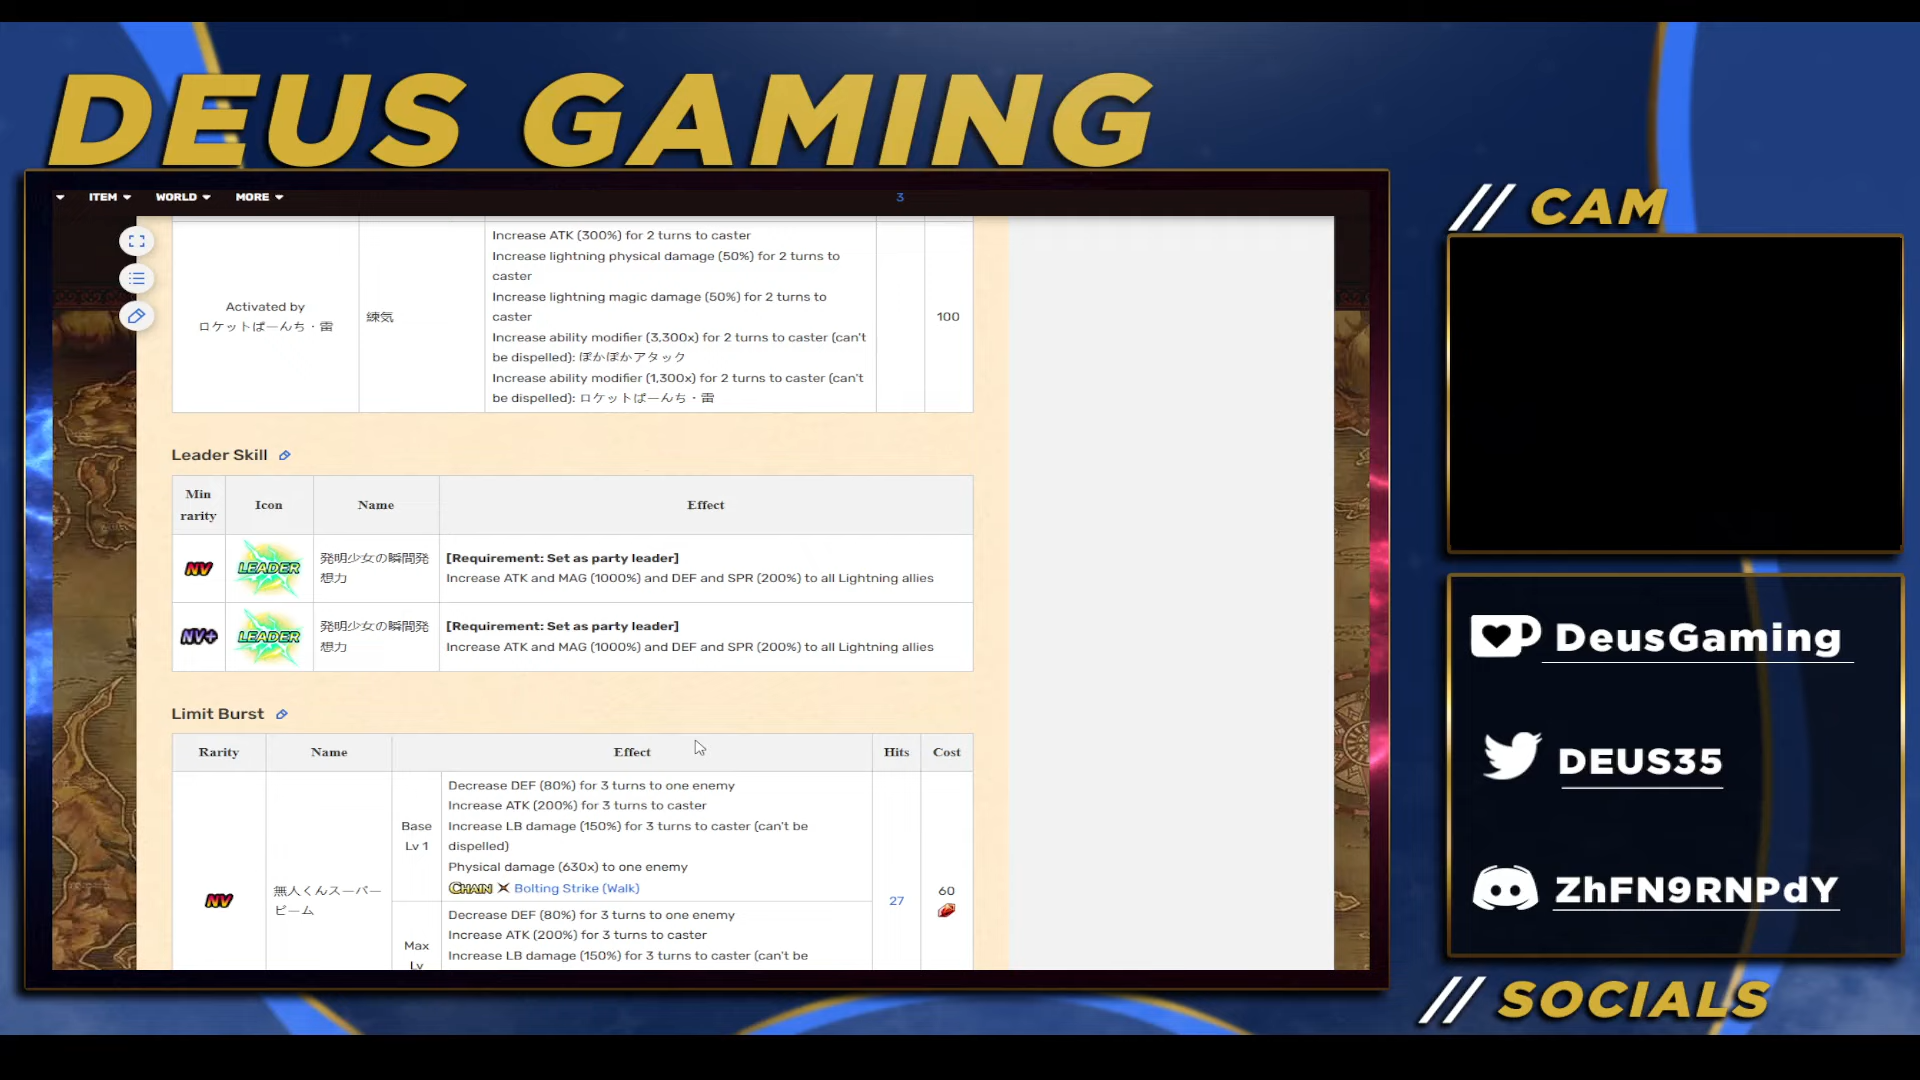 DEUS GAMING
ITEM
WORLD
MORE
3
Activated by
ロケットぱーんち・雷
練気
Increase ATK (300%) for 2 turns to caster
Increase lightning physical damage (50%) for 2 turns to
caster
Increase lightning magic damage (50%) for 2 turns to
caster
Increase ability modifier (3,300x) for 2 turns to caster (can't
be dispelled): ぽかぽかアタック
Increase ability modifier (1,300x) for 2 turns to caster (can't
be dispelled): ロケットぱーんち・雷
100
Leader Skill
Min
rarity
Icon
Name
Effect
NV
LEADER
発明少女の瞬間発
想力
[Requirement: Set as party leader]
Increase ATK and MAG (1000%) and DEF and SPR (200%) to all Lightning allies
NV+
LEADER
発明少女の瞬間発
想力
[Requirement: Set as party leader]
Increase ATK and MAG (1000%) and DEF and SPR (200%) to all Lightning allies
Limit Burst
Rarity
Name
Effect
Hits
Cost
NV
無人くんスーパービ
ーム
Base
Lv 1
Decrease DEF (80%) for 3 turns to one enemy
Increase ATK (200%) for 3 turns to caster
Increase LB damage (150%) for 3 turns to caster (can't be
dispelled)
Physical damage (630x) to one enemy
CHAIN Bolting Strike (Walk)
27
60
Max
Lv
Decrease DEF (80%) for 3 turns to one enemy
Increase ATK (200%) for 3 turns to caster
Increase LB damage (150%) for 3 turns to caster (can't be
// CAM
DeusGaming
DEUS35
ZhFN9RNPdY
// SOCIALS